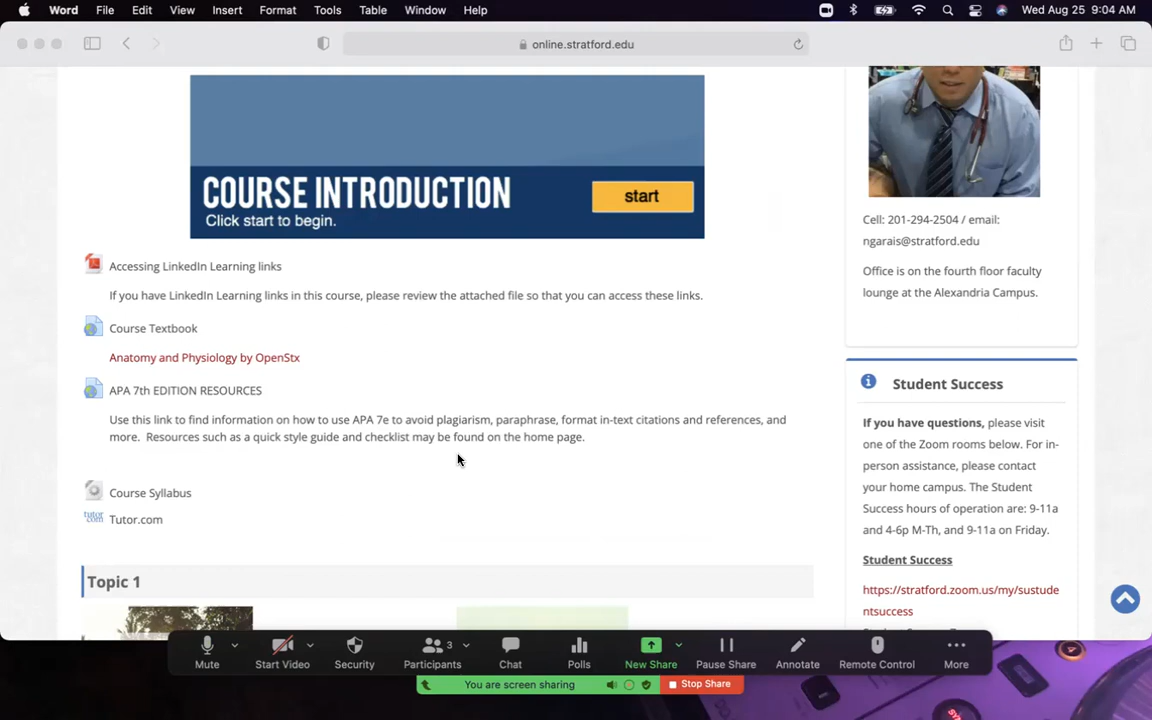 Word File Edit View Insert Format Tools Table Window Help Wed Aug 25 9:04 AM
online.stratford.edu
COURSE INTRODUCTION
Click start to begin.
start
Accessing LinkedIn Learning links
If you have LinkedIn Learning links in this course, please review the attached file so that you can access these links.
Course Textbook
Anatomy and Physiology by OpenStx
APA 7th EDITION RESOURCES
Use this link to find information on how to use APA 7e to avoid plagiarism, paraphrase, format in-text citations and references, and
more. Resources such as a quick style guide and checklist may be found on the home page.
Course Syllabus
tutor.com Tutor.com
Topic 1
Cell: 201-294-2504 / email:
ngarais@stratford.edu
Office is on the fourth floor faculty
lounge at the Alexandria Campus.
Student Success
If you have questions, please visit
one of the Zoom rooms below. For in-
person assistance, please contact
your home campus. The Student
Success hours of operation are: 9-11a
and 4-6p M-Th, and 9-11a on Friday.
Student Success
https://stratford.zoom.us/my/sustude
ntsuccess
3
Mute Start Video Security Participants Chat Polls New Share Pause Share Annotate Remote Control More
You are screen sharing Stop Share